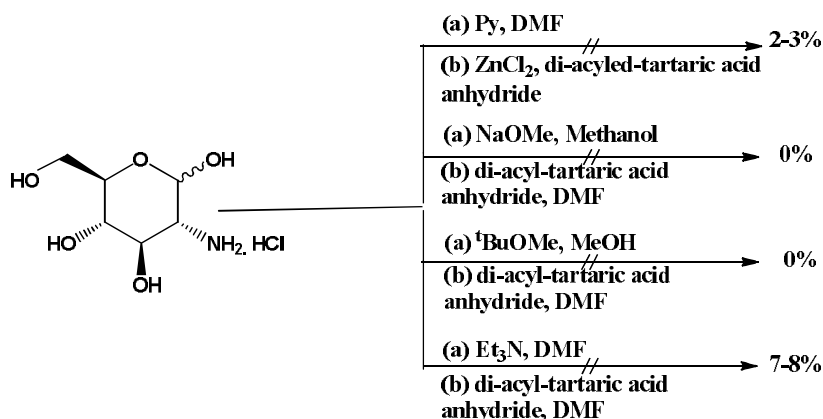 (a) Py, DMF
2-3%
(b) ZnCl₂, di-acyled-tartaric acid
anhydride
(a) NaOMe, Methanol
0%
(b) di-acyl-tartaric acid
anhydride, DMF
(a) ᵗBuOMe, MeOH
0%
(b) di-acyl-tartaric acid
anhydride, DMF
(a) Et₃N, DMF
7-8%
(b) di-acyl-tartaric acid
anhydride, DMF
O
OH
HO
HO
NH₂. HCl
OH